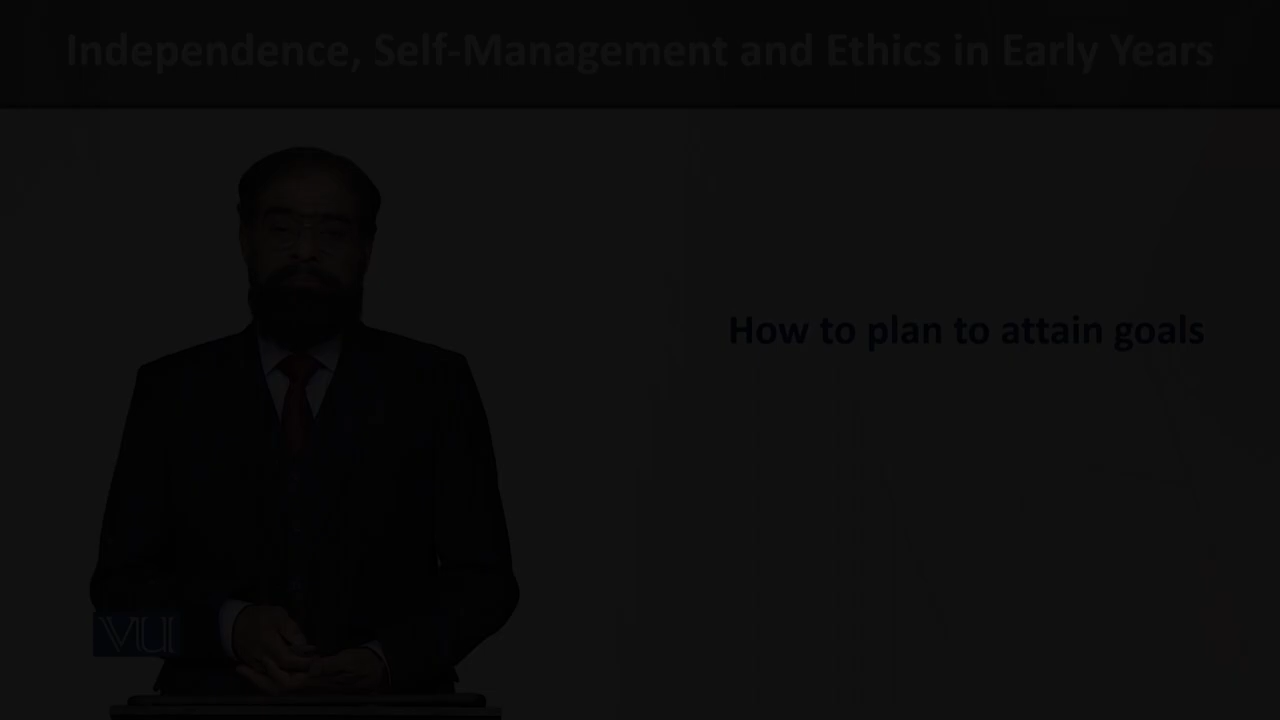 Independence, Self-Management and Ethics in Early Years
How to plan to attain goals
VU